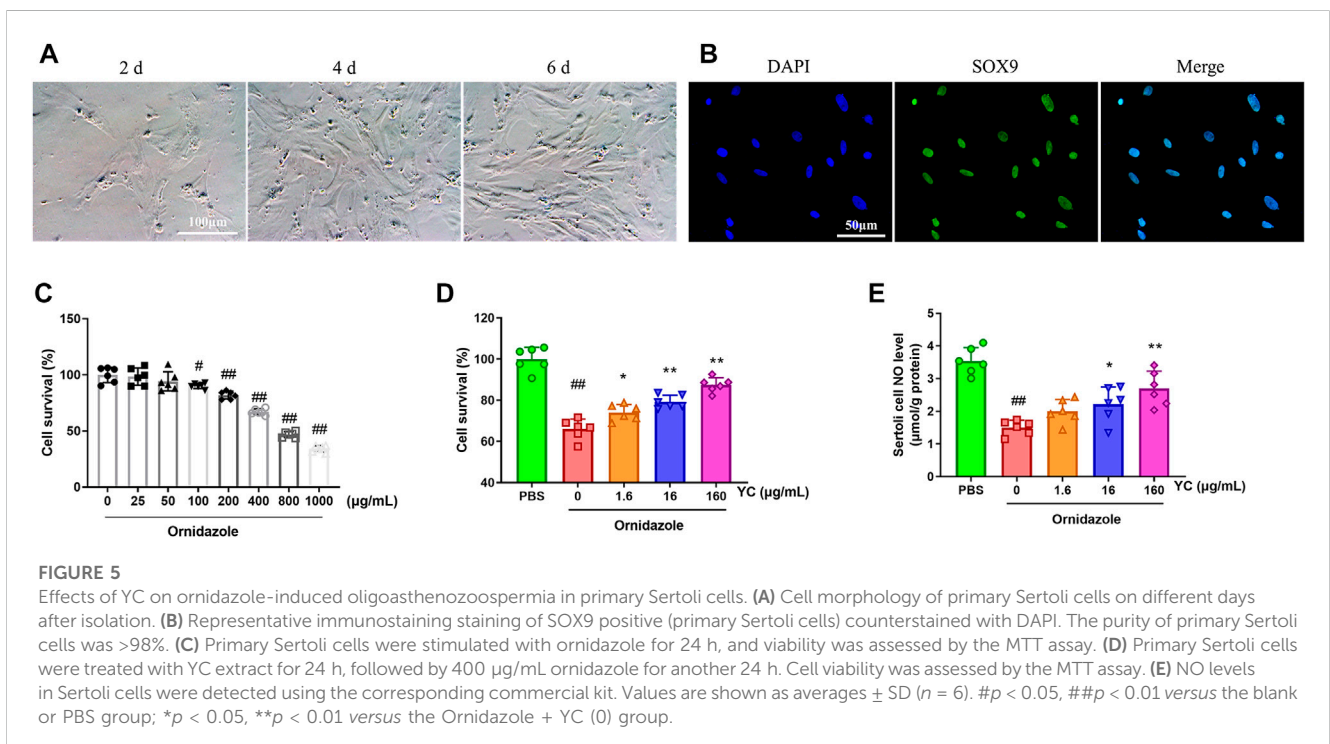 A
2 d
4 d
6 d
100μm
B
DAPI
SOX9
Merge
50μm
C
Cell survival (%)
150
100
50
0
#
##
##
##
##
0 25 50 100 200 400 800 1000 (μg/mL)
Ornidazole
D
Cell survival (%)
120
100
80
60
40
##
*
**
**
PBS 0 1.6 16 160 YC (μg/mL)
Ornidazole
E
Sertoli cell NO level
(μmol/g protein)
5
4
3
2
1
0
##
*
**
PBS 0 1.6 16 160 YC (μg/mL)
Ornidazole
FIGURE 5
Effects of YC on ornidazole-induced oligoasthenozoospermia in primary Sertoli cells. (A) Cell morphology of primary Sertoli cells on different days
after isolation. (B) Representative immunostaining staining of SOX9 positive (primary Sertoli cells) counterstained with DAPI. The purity of primary Sertoli
cells was >98%. (C) Primary Sertoli cells were stimulated with ornidazole for 24 h, and viability was assessed by the MTT assay. (D) Primary Sertoli cells
were treated with YC extract for 24 h, followed by 400 μg/mL ornidazole for another 24 h. Cell viability was assessed by the MTT assay. (E) NO levels
in Sertoli cells were detected using the corresponding commercial kit. Values are shown as averages ± SD (n = 6). #p < 0.05, ##p < 0.01 versus the blank
or PBS group; *p < 0.05, **p < 0.01 versus the Ornidazole + YC (0) group.